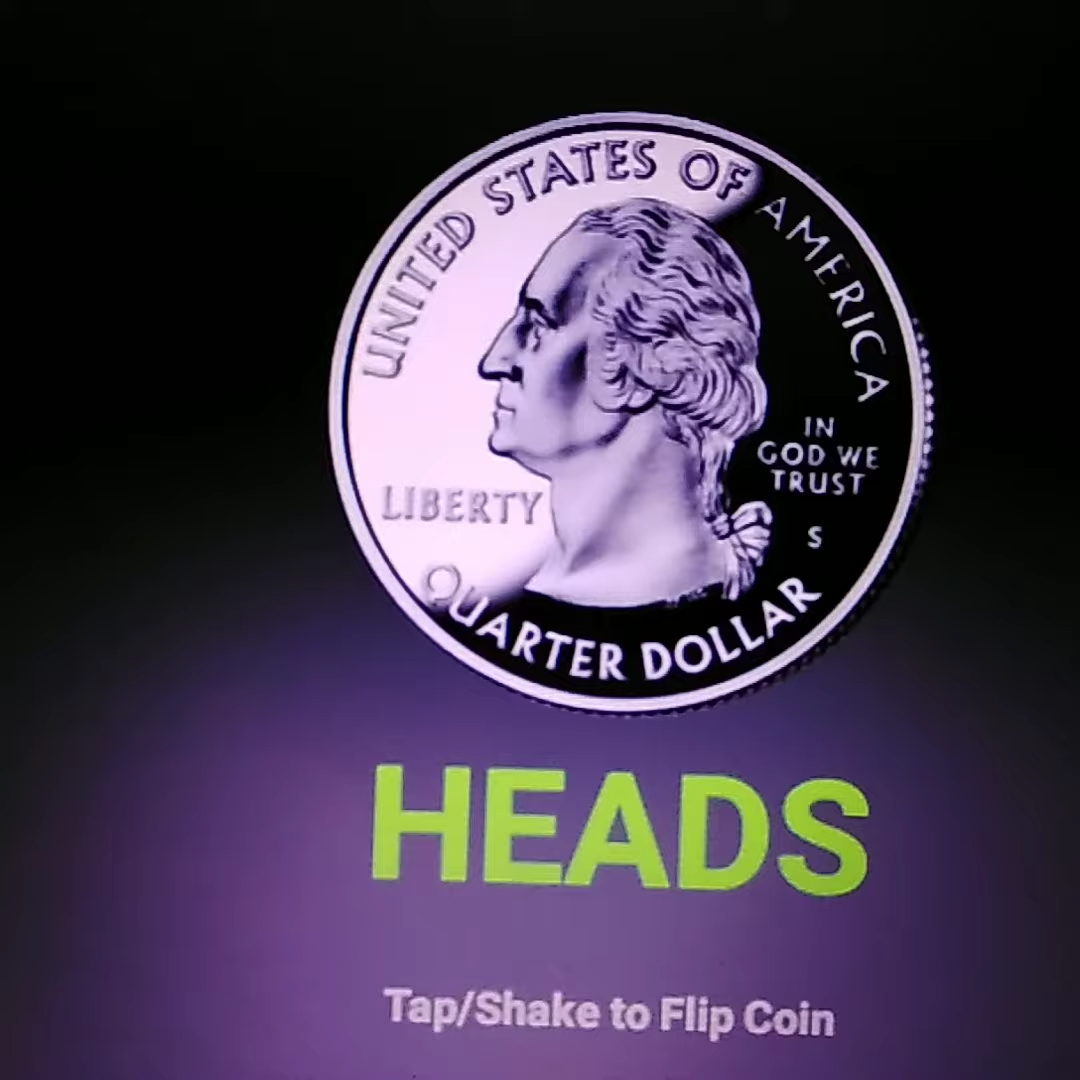 UNITED STATES OF AMERICA
LIBERTY
IN
GOD WE
TRUST
S
QUARTER DOLLAR
HEADS
Tap/Shake to Flip Coin